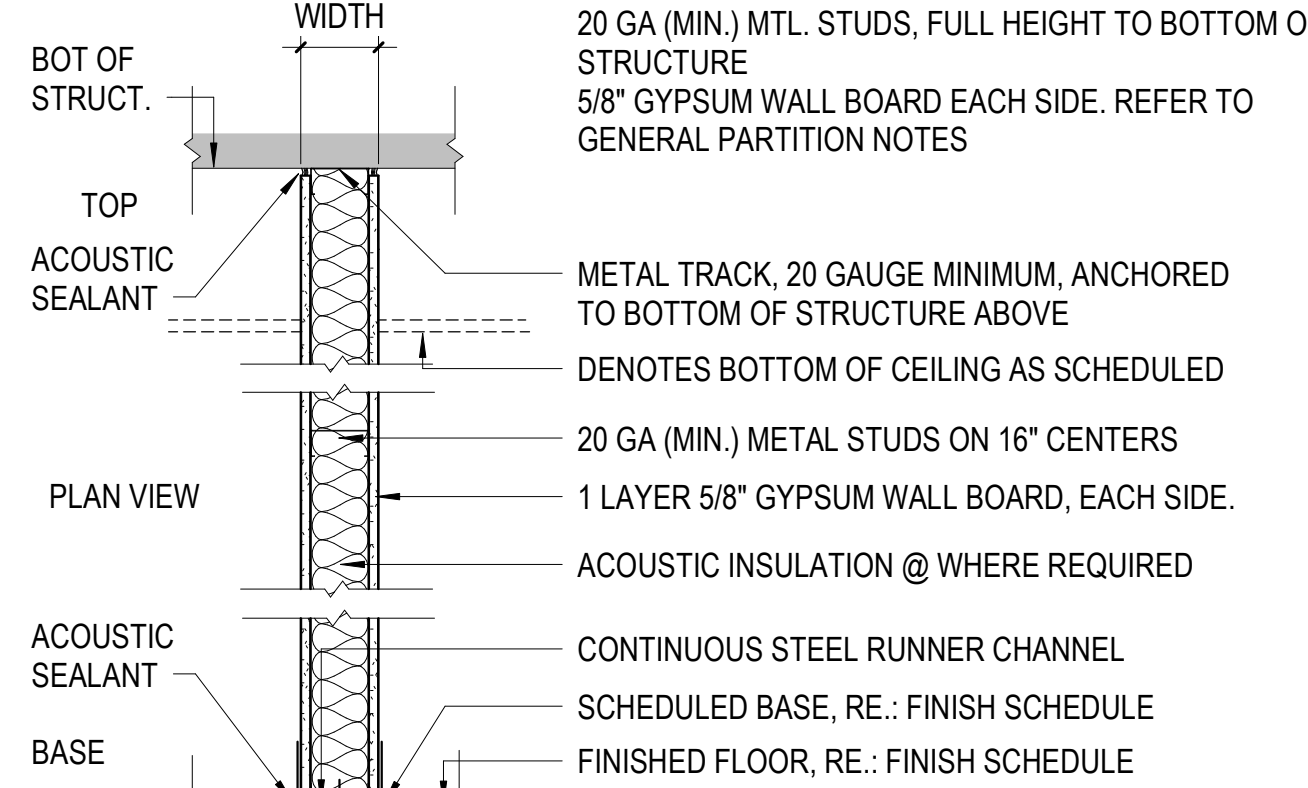 WIDTH
20 GA (MIN.) MTL. STUDS, FULL HEIGHT TO BOTTOM O
STRUCTURE
5/8" GYPSUM WALL BOARD EACH SIDE. REFER TO
GENERAL PARTITION NOTES
BOT OF
STRUCT.
TOP
ACOUSTIC
SEALANT
METAL TRACK, 20 GAUGE MINIMUM, ANCHORED
TO BOTTOM OF STRUCTURE ABOVE
DENOTES BOTTOM OF CEILING AS SCHEDULED
20 GA (MIN.) METAL STUDS ON 16" CENTERS
PLAN VIEW
1 LAYER 5/8" GYPSUM WALL BOARD, EACH SIDE.
ACOUSTIC INSULATION @ WHERE REQUIRED
ACOUSTIC
SEALANT
CONTINUOUS STEEL RUNNER CHANNEL
SCHEDULED BASE, RE.: FINISH SCHEDULE
BASE
FINISHED FLOOR, RE.: FINISH SCHEDULE